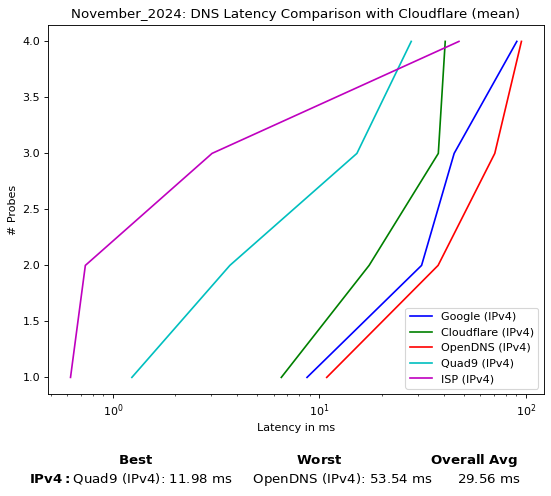 November_2024: DNS Latency Comparison with Cloudflare (mean)
4.0
3.5
3.0
2.5
2.0
1.5
1.0
# Probes
Google (IPv4)
Cloudflare (IPv4)
OpenDNS (IPv4)
Quad9 (IPv4)
ISP (IPv4)
10⁰ 10¹ 10²
Latency in ms
Best Worst Overall Avg
IPv4: Quad9 (IPv4): 11.98 ms OpenDNS (IPv4): 53.54 ms 29.56 ms